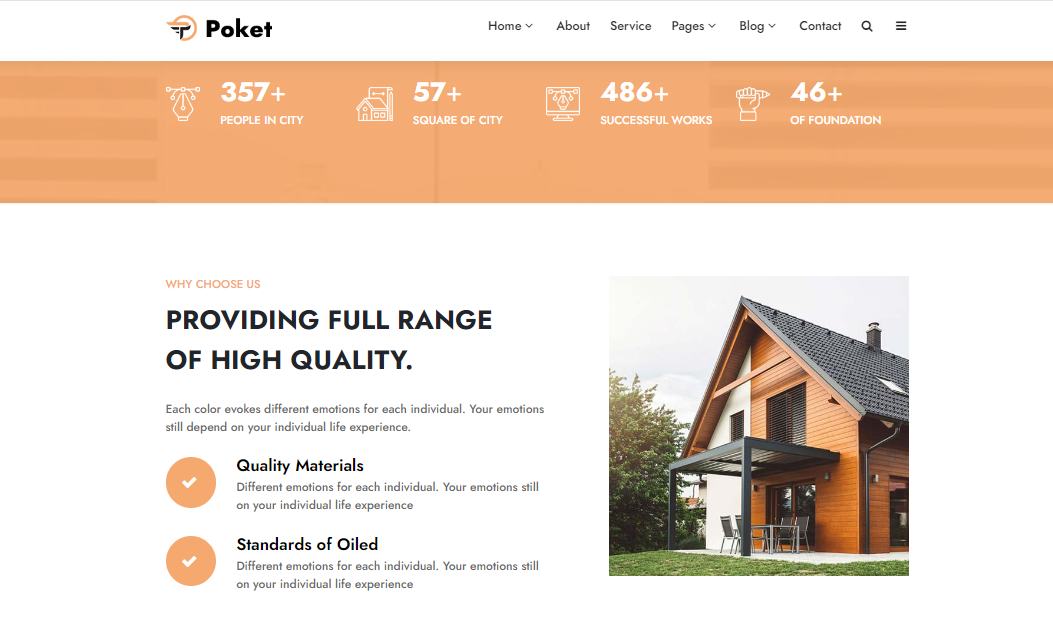 Poket
Home About Service Pages Blog Contact
357+ 57+ 486+ 46+
PEOPLE IN CITY SQUARE OF CITY SUCCESSFUL WORKS OF FOUNDATION
WHY CHOOSE US
PROVIDING FULL RANGE
OF HIGH QUALITY.
Each color evokes different emotions for each individual. Your emotions
still depend on your individual life experience.
Quality Materials
Different emotions for each individual. Your emotions still
on your individual life experience
Standards of Oiled
Different emotions for each individual. Your emotions still
on your individual life experience